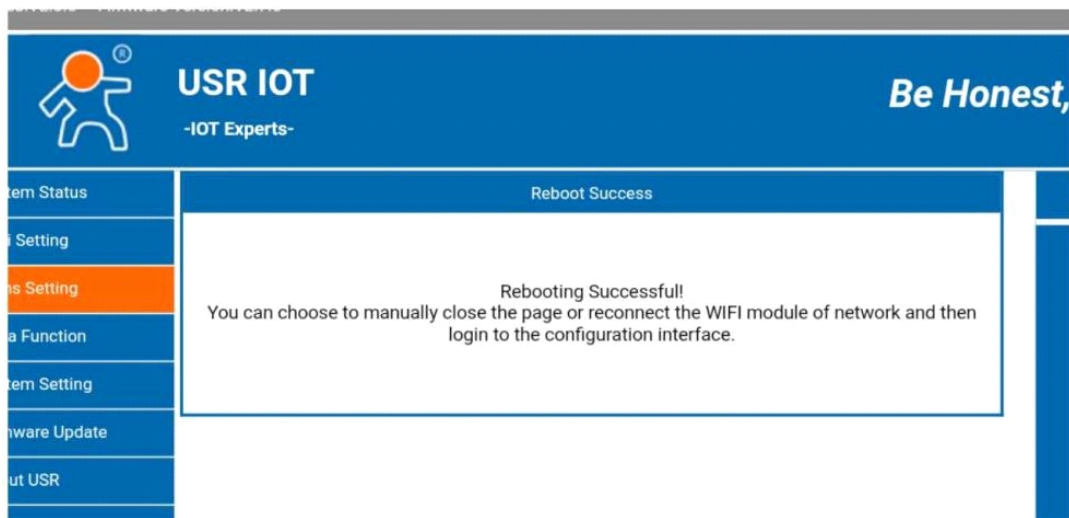 ®
USR IOT
-IOT Experts-
Be Honest,
tem Status
i Setting
ns Setting
a Function
tem Setting
ware Update
ut USR
Reboot Success
Rebooting Successful!
You can choose to manually close the page or reconnect the WIFI module of network and then
login to the configuration interface.